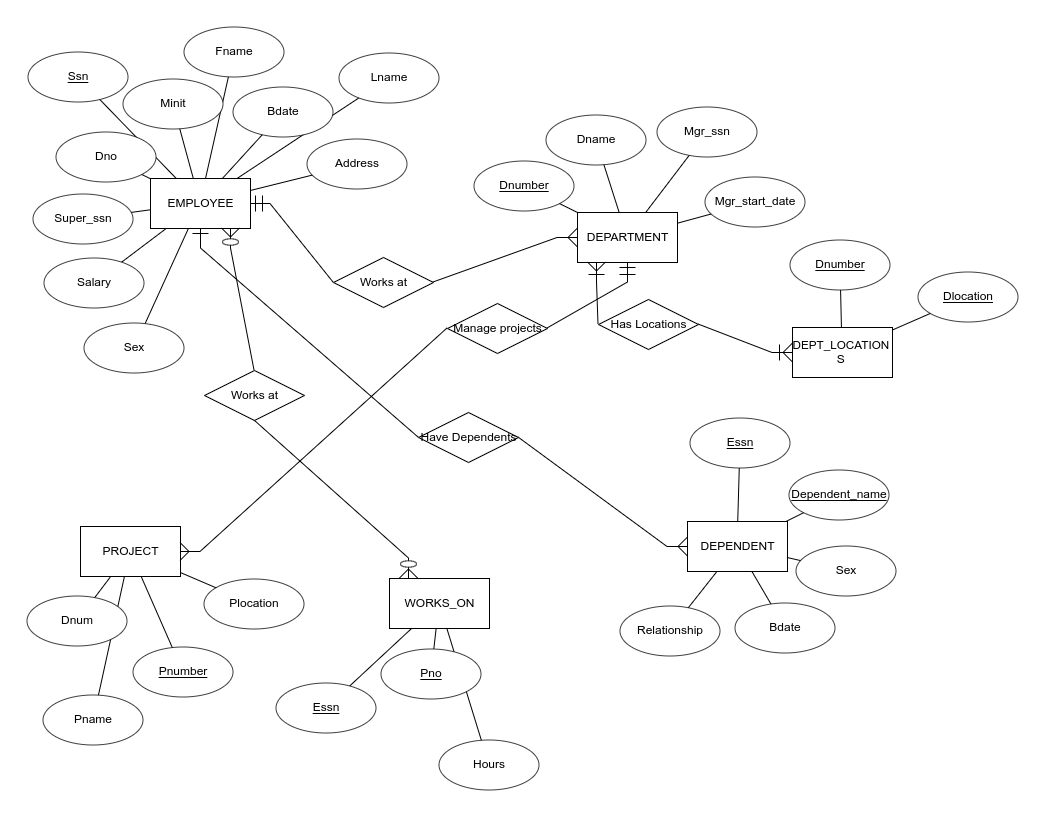 Fname
Ssn
Lname
Minit
Bdate
Dno
Address
EMPLOYEE
Super_ssn
Salary
Sex
Dname
Mgr_ssn
Dnumber
Mgr_start_date
DEPARTMENT
Works at
Dnumber
Dlocation
Manage projects
Has Locations
DEPT_LOCATION
S
Works at
Have Dependents
Essn
Dependent_name
DEPENDENT
Sex
Relationship
Bdate
PROJECT
Plocation
Dnum
Pnumber
Pname
WORKS_ON
Pno
Essn
Hours